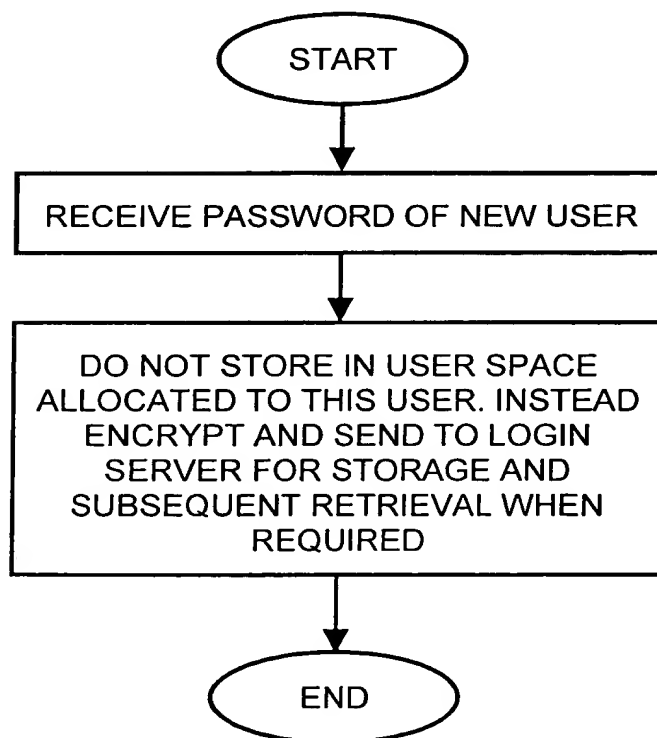 START
RECEIVE PASSWORD OF NEW USER
DO NOT STORE IN USER SPACE
ALLOCATED TO THIS USER. INSTEAD
ENCRYPT AND SEND TO LOGIN
SERVER FOR STORAGE AND
SUBSEQUENT RETRIEVAL WHEN
REQUIRED
END